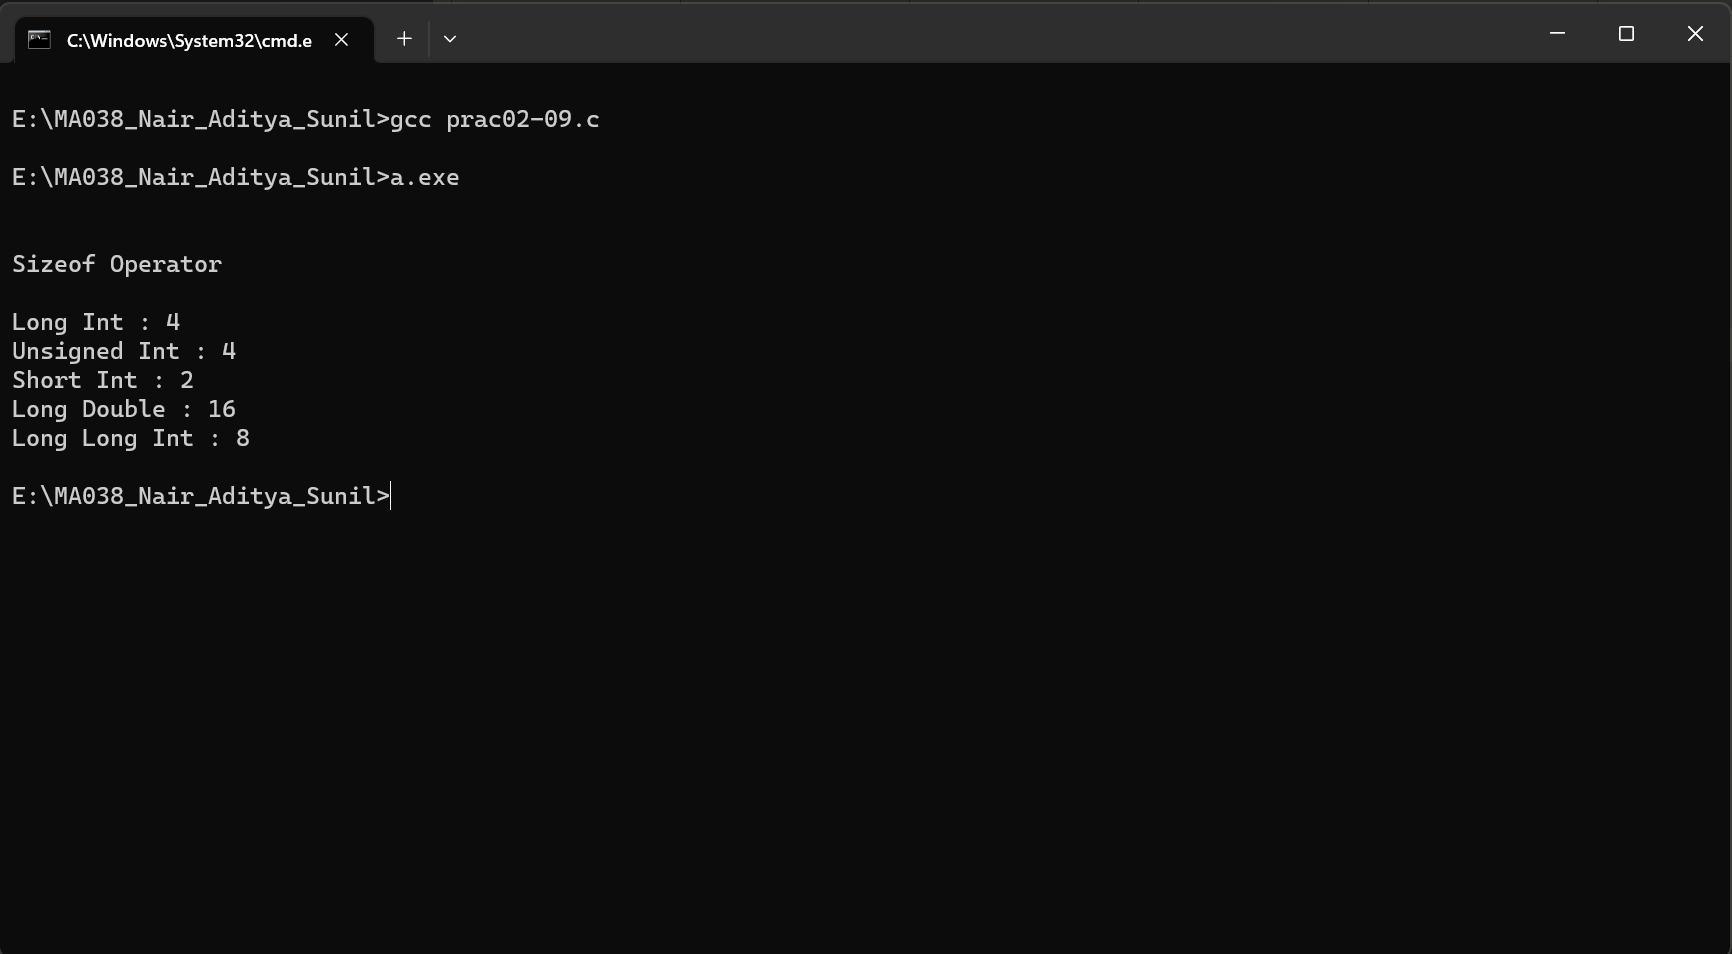 C:\Windows\System32\cmd.e
E:\MA038_Nair_Aditya_Sunil>gcc prac02-09.c
E:\MA038_Nair_Aditya_Sunil>a.exe
Sizeof Operator
Long Int : 4
Unsigned Int : 4
Short Int : 2
Long Double : 16
Long Long Int : 8
E:\MA038_Nair_Aditya_Sunil>